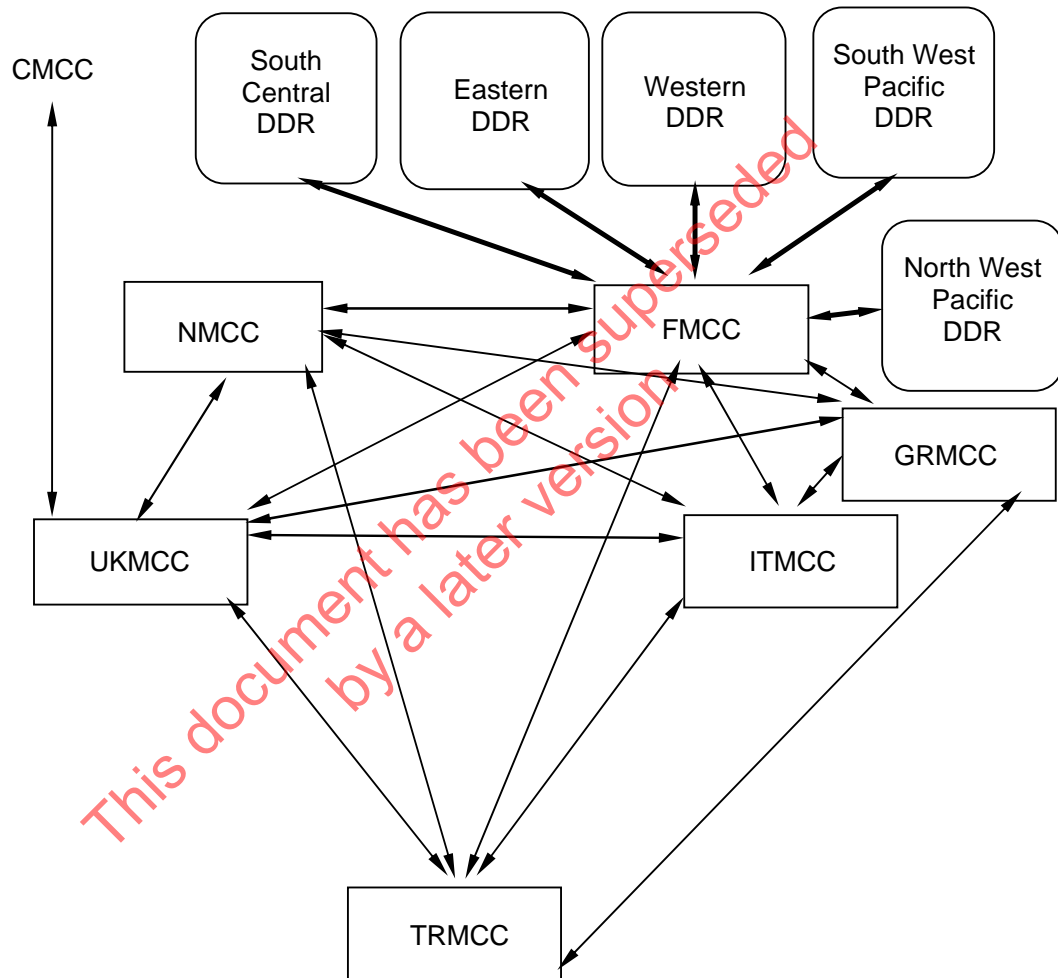 CMCC
South
Central
DDR
Eastern
DDR
Western
DDR
South West
Pacific
DDR
North West
Pacific
DDR
NMCC
FMCC
GRMCC
UKMCC
ITMCC
TRMCC
This document has been superseded
by a later version